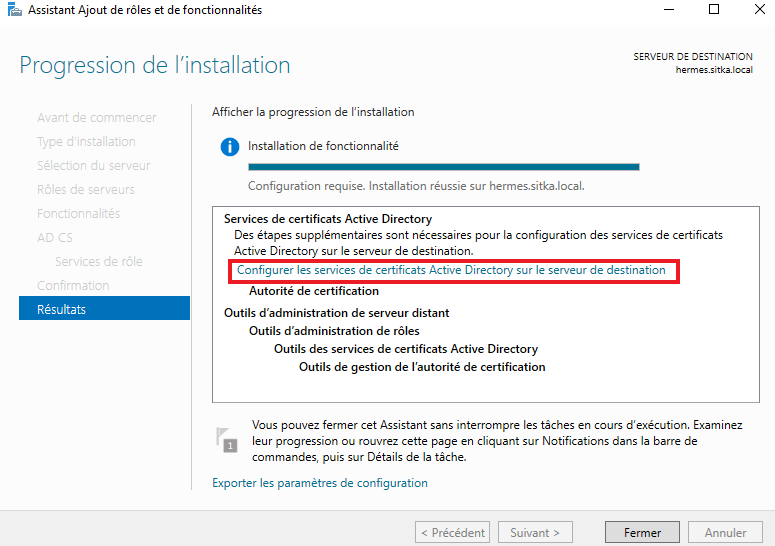 Assistant Ajout de rôles et de fonctionnalités
Progression de l'installation
SERVEUR DE DESTINATION
hermes.sitka.local
Avant de commencer
Type d'installation
Sélection du serveur
Rôles de serveurs
Fonctionnalités
AD CS
Services de rôle
Confirmation
Résultats
Afficher la progression de l'installation
Installation de fonctionnalité
Configuration requise. Installation réussie sur hermes.sitka.local.
Services de certificats Active Directory
Des étapes supplémentaires sont nécessaires pour la configuration des services de certificats
Active Directory sur le serveur de destination.
Configurer les services de certificats Active Directory sur le serveur de destination
Autorité de certification
Outils d'administration de serveur distant
Outils d'administration de rôles
Outils des services de certificats Active Directory
Outils de gestion de l'autorité de certification
1
Vous pouvez fermer cet Assistant sans interrompre les tâches en cours d'exécution. Examinez
leur progression ou rouvrez cette page en cliquant sur Notifications dans la barre de
commandes, puis sur Détails de la tâche.
Exporter les paramètres de configuration
< Précédent
Suivant >
Fermer
Annuler